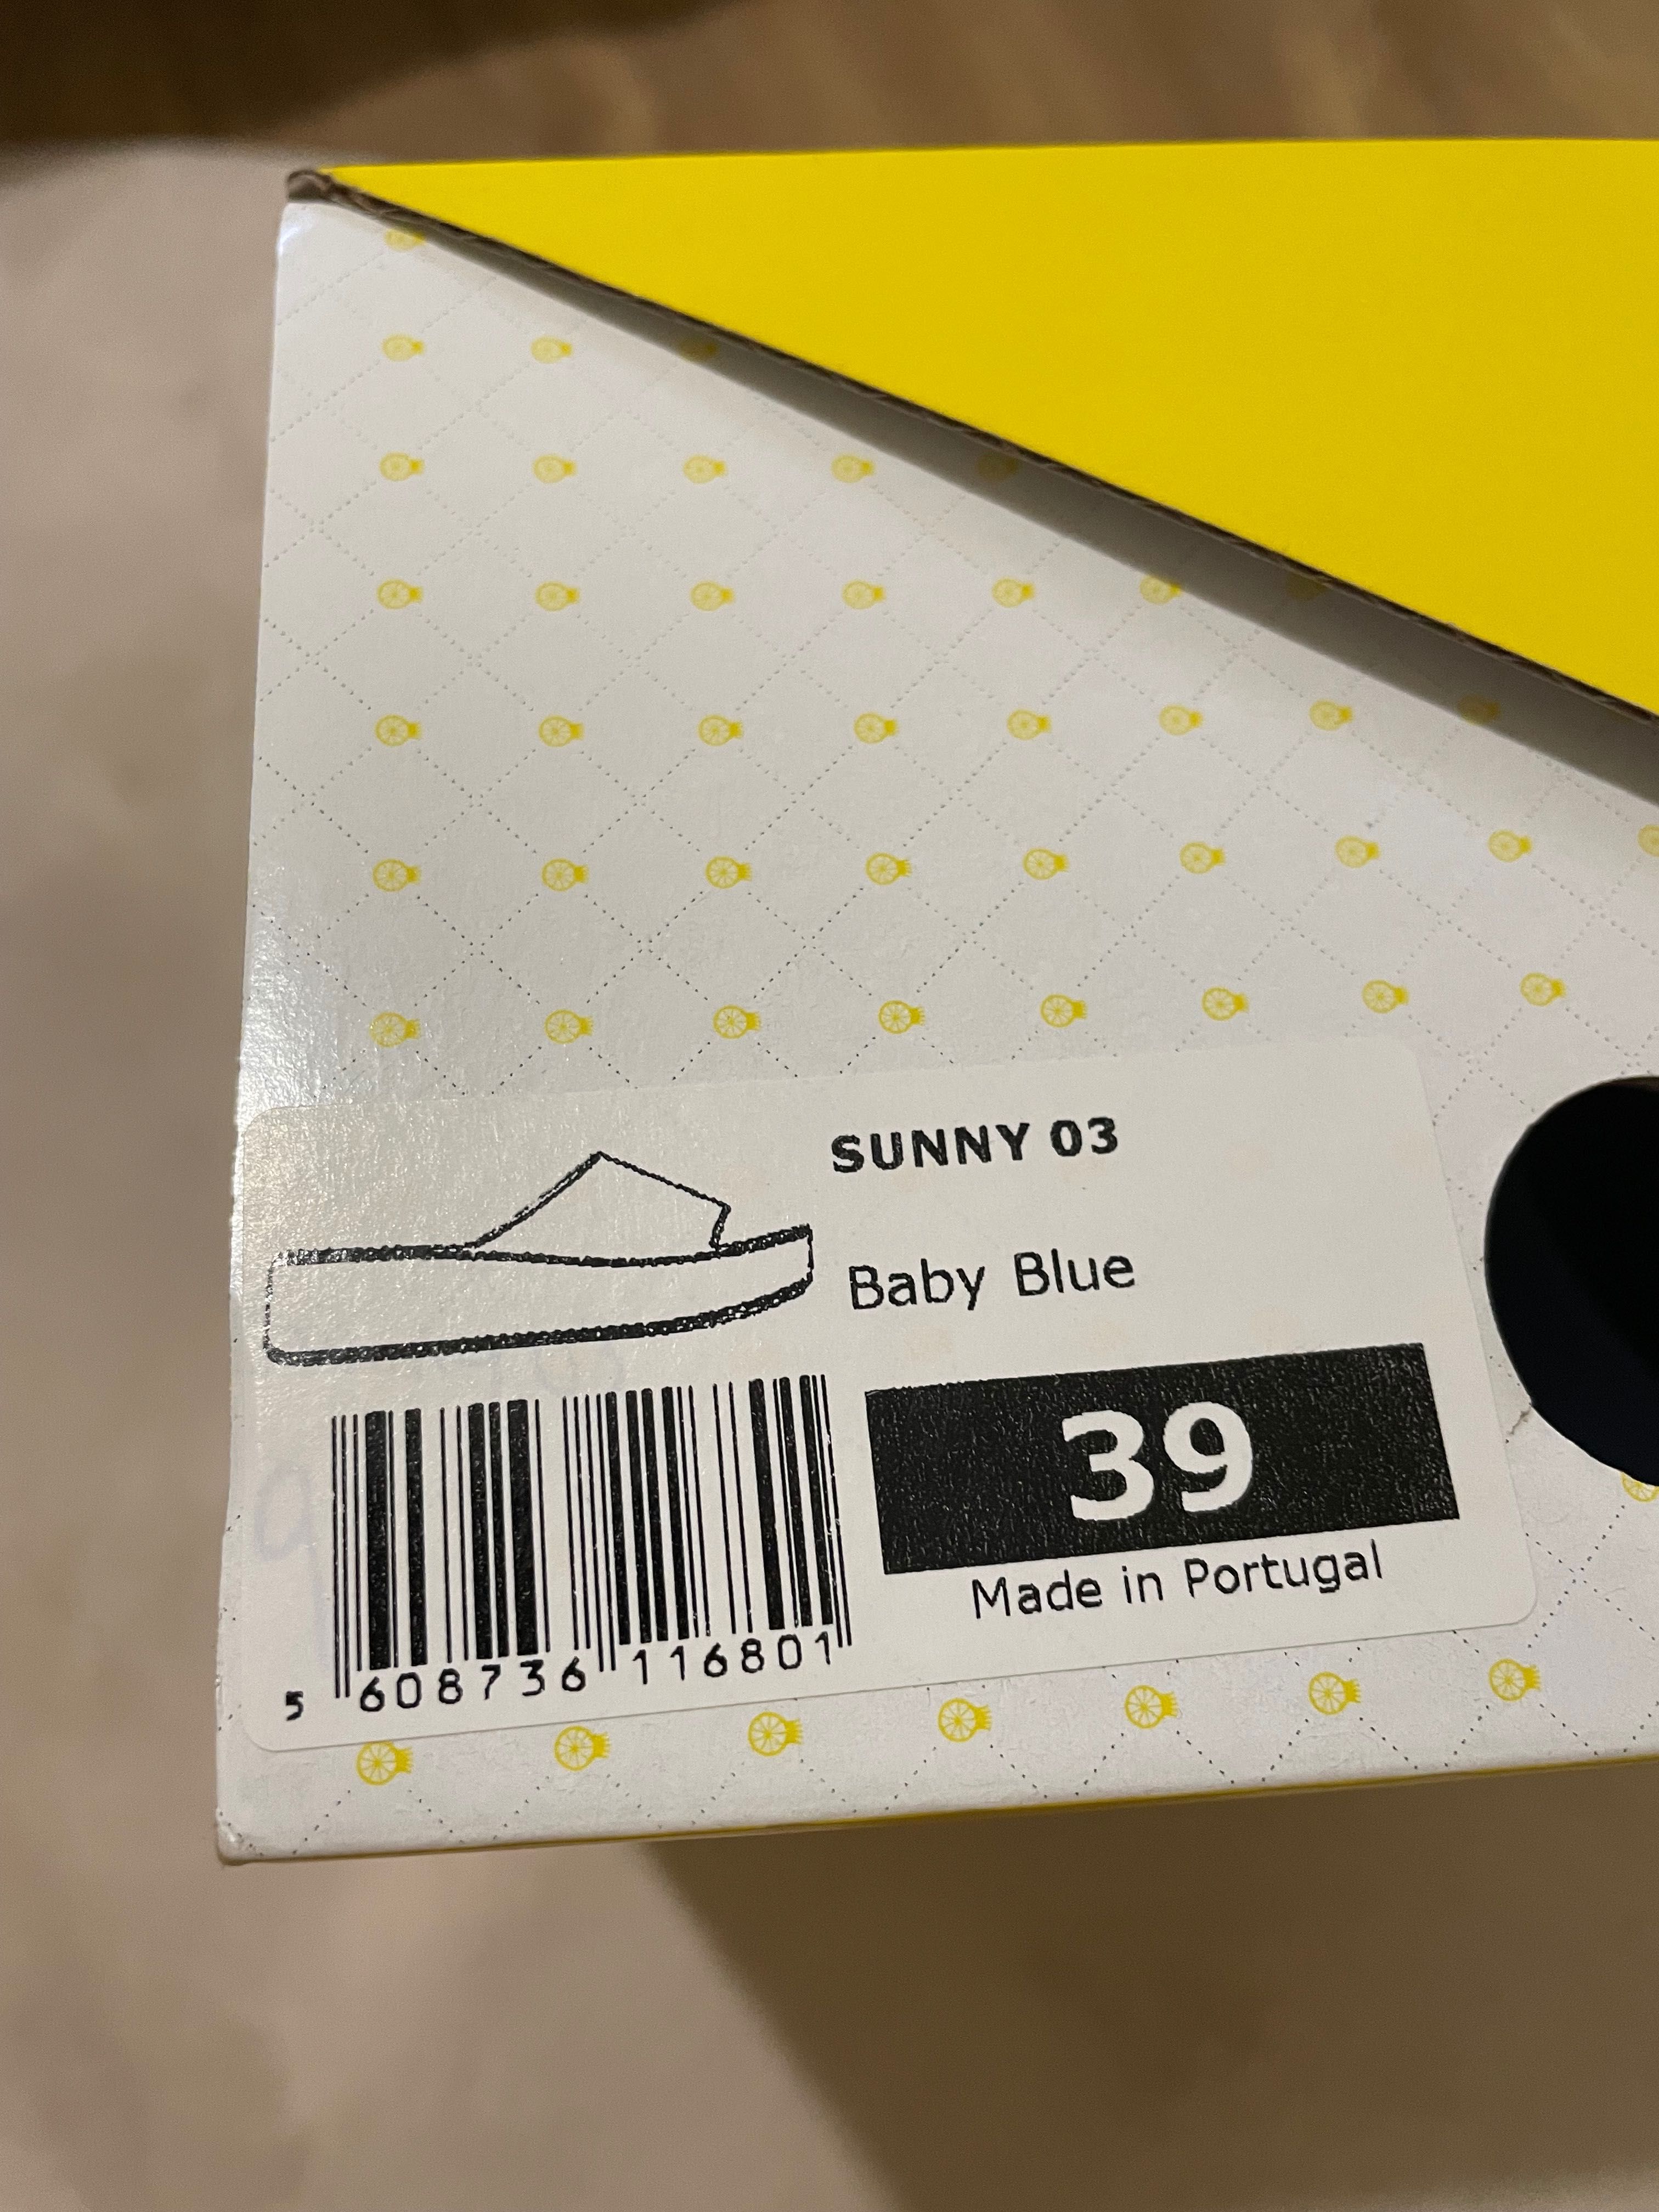 SUNNY 03
Baby Blue
39
Made in Portugal
5 608736 116801